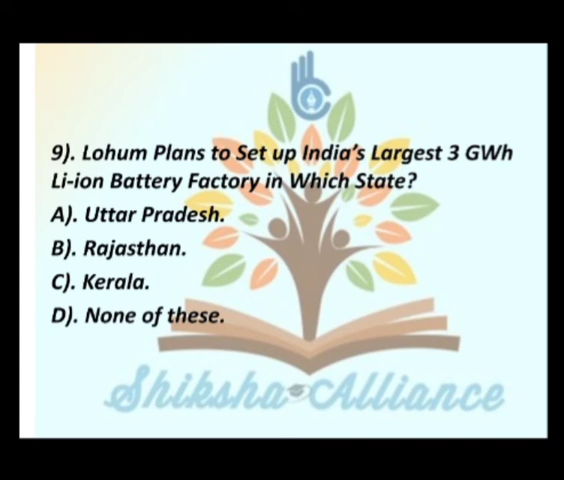 9). Lohum Plans to Set up India's Largest 3 GWh
Li-ion Battery Factory in Which State?
A). Uttar Pradesh.
B). Rajasthan.
C). Kerala.
D). None of these.
Shiksha Alliance